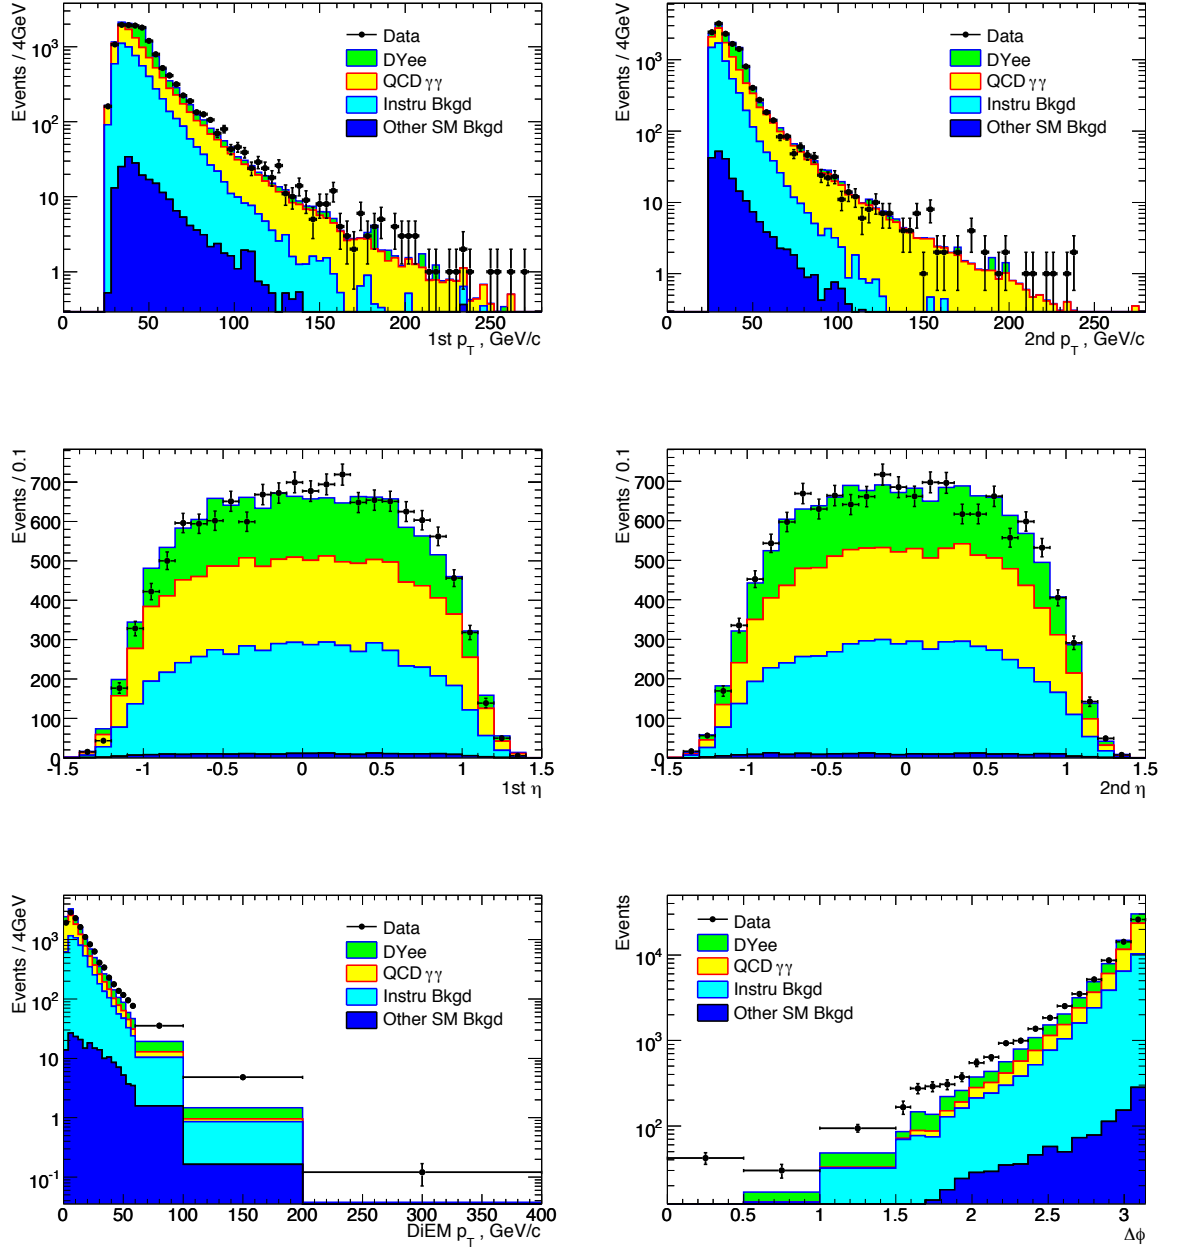 Events / 4GeV
10³
10²
10
1
Data
DYee
QCD γγ
Instru Bkgd
Other SM Bkgd
0 50 100 150 200 250
1st p_T , GeV/c
Events / 4GeV
10³
10²
10
1
Data
DYee
QCD γγ
Instru Bkgd
Other SM Bkgd
0 50 100 150 200 250
2nd p_T , GeV/c
Events / 0.1
700
600
500
400
300
200
100
0
-1.5 -1 -0.5 0 0.5 1 1.5
1st η
Events / 0.1
700
600
500
400
300
200
100
0
-1.5 -1 -0.5 0 0.5 1 1.5
2nd η
Events / 4GeV
10³
10²
10
1
10⁻¹
Data
DYee
QCD γγ
Instru Bkgd
Other SM Bkgd
0 50 100 150 200 250 300 350 400
DiEM p_T , GeV/c
Events
10⁴
10³
10²
Data
DYee
QCD γγ
Instru Bkgd
Other SM Bkgd
0 0.5 1 1.5 2 2.5 3
Δϕ